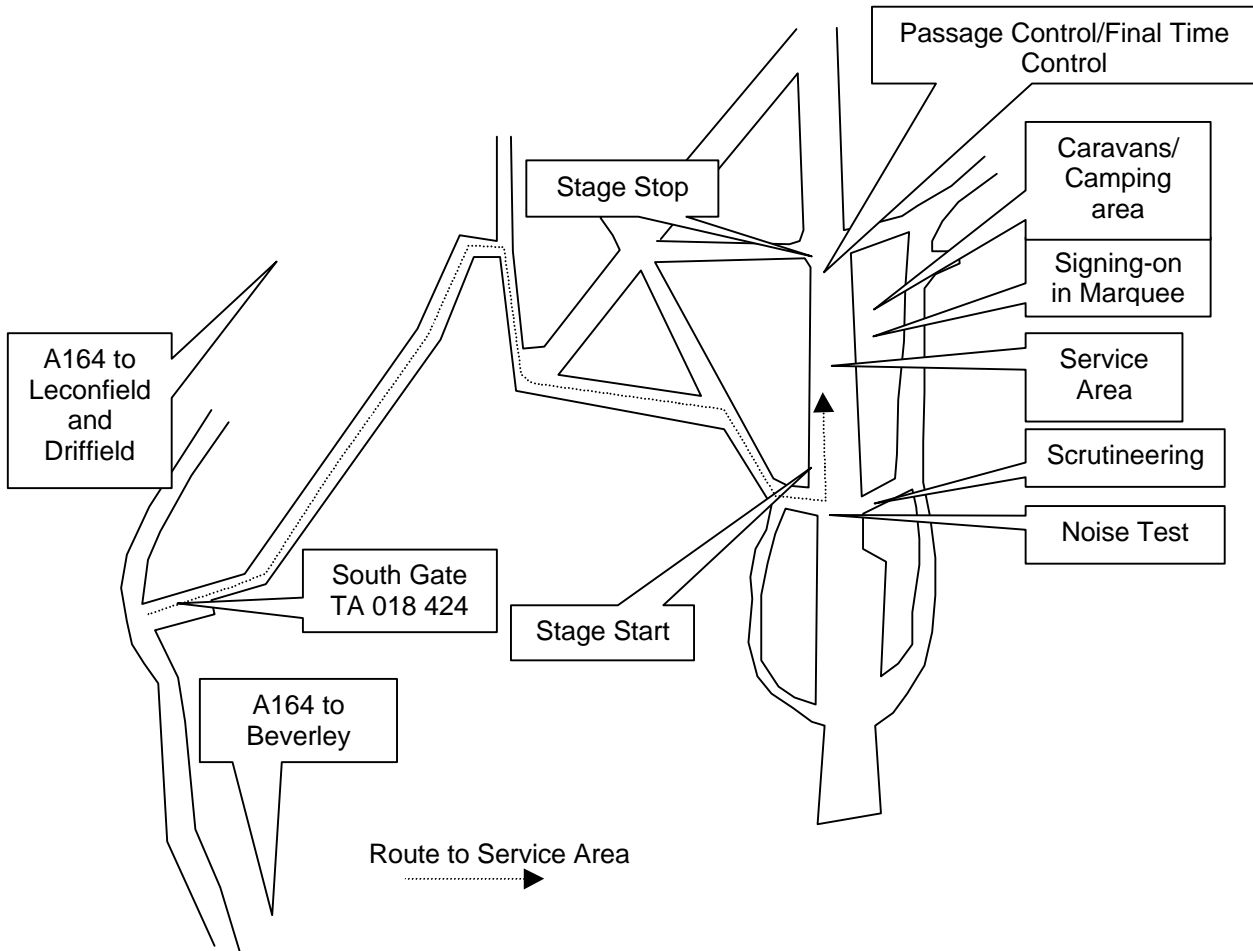 Passage Control/Final Time
Control
Caravans/
Camping
area
Stage Stop
Signing-on
in Marquee
A164 to
Leconfield
and
Driffield
Service
Area
Scrutineering
Noise Test
South Gate
TA 018 424
Stage Start
A164 to
Beverley
Route to Service Area